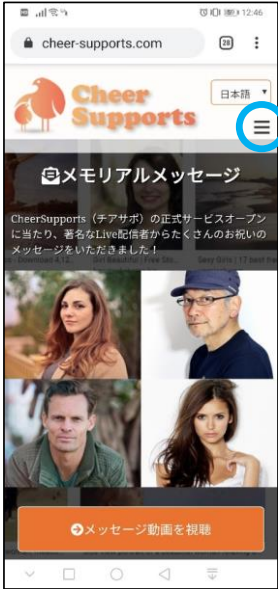 12:46
cheer-supports.com
28
Cheer
Supports
日本語
メモリアルメッセージ
CheerSupports（チアサポ）の正式サービスオープン
に当たり、著名なLive配信者からたくさんのお祝いの
メッセージをいただきました！
メッセージ動画を視聴